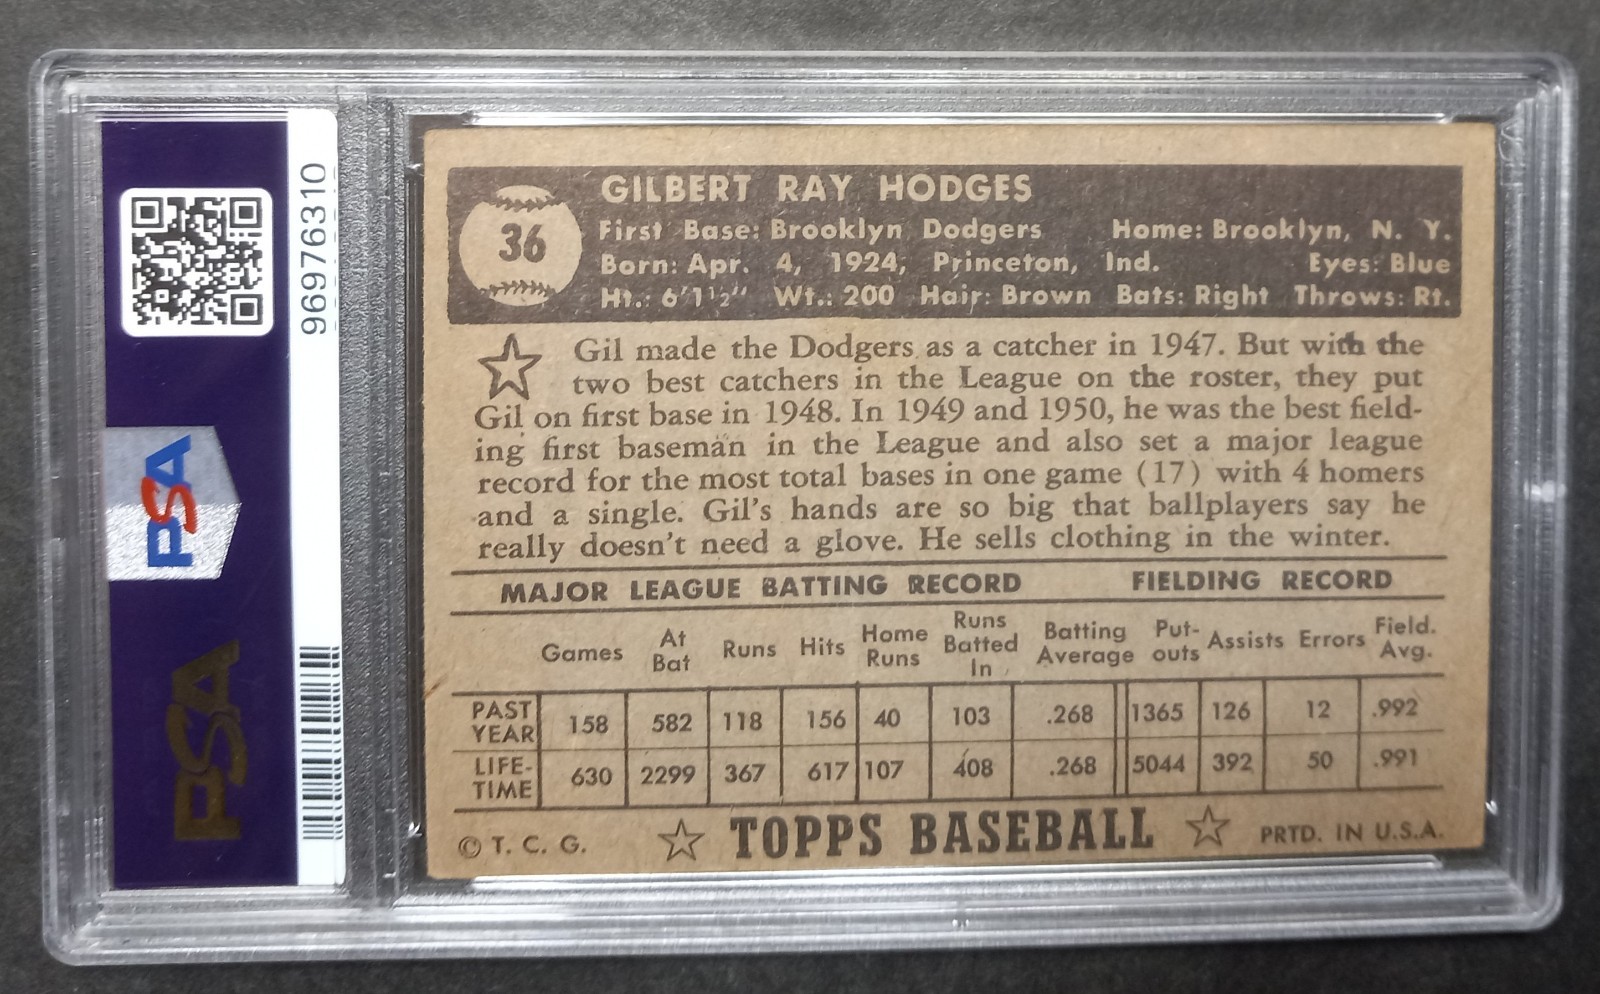 96976310
PSA
PSA
36
GILBERT RAY HODGES
First Base: Brooklyn Dodgers Home: Brooklyn, N. Y.
Born: Apr. 4, 1924, Princeton, Ind. Eyes: Blue
Ht.: 6'1½" Wt.: 200 Hair: Brown Bats: Right Throws: Rt.
Gil made the Dodgers as a catcher in 1947. But with the
two best catchers in the League on the roster, they put
Gil on first base in 1948. In 1949 and 1950, he was the best field-
ing first baseman in the League and also set a major league
record for the most total bases in one game (17) with 4 homers
and a single. Gil's hands are so big that ballplayers say he
really doesn't need a glove. He sells clothing in the winter.
MAJOR LEAGUE BATTING RECORD FIELDING RECORD
Games At Bat Runs Hits Home Runs Runs Batted In Batting Average Put-outs Assists Errors Field. Avg.
PAST YEAR 158 582 118 156 40 103 .268 1365 126 12 .992
LIFE-TIME 630 2299 367 617 107 408 .268 5044 392 50 .991
© T. C. G. TOPPS BASEBALL PRTD. IN U.S.A.